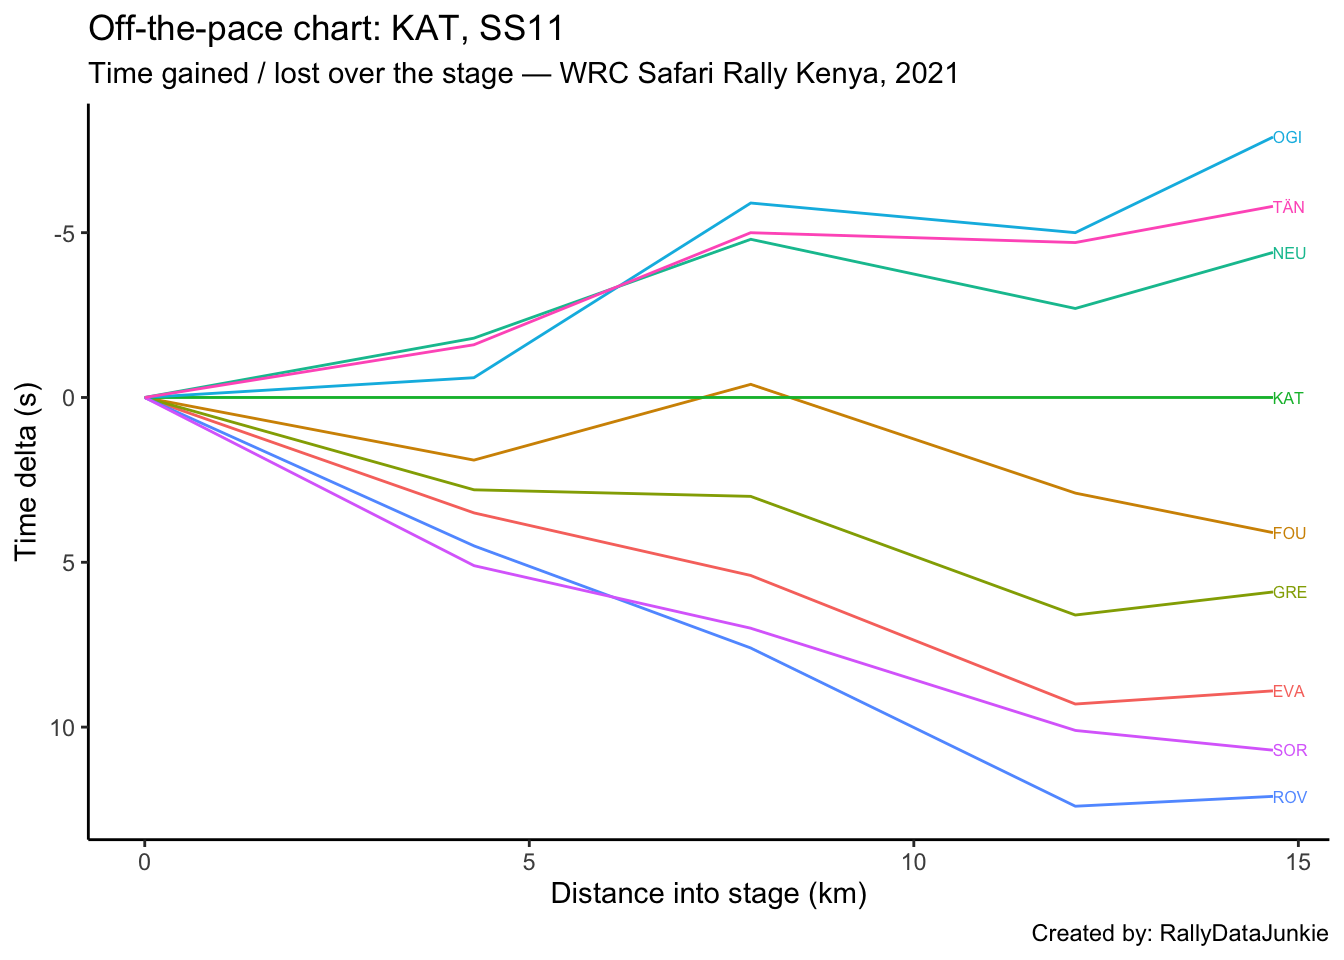 Off-the-pace chart: KAT, SS11
Time gained / lost over the stage — WRC Safari Rally Kenya, 2021
OGI
TÄN
-5
NEU
0
KAT
Time delta (s)
FOU
5
GRE
EVA
10
SOR
ROV
0 5 10 15
Distance into stage (km)
Created by: RallyDataJunkie